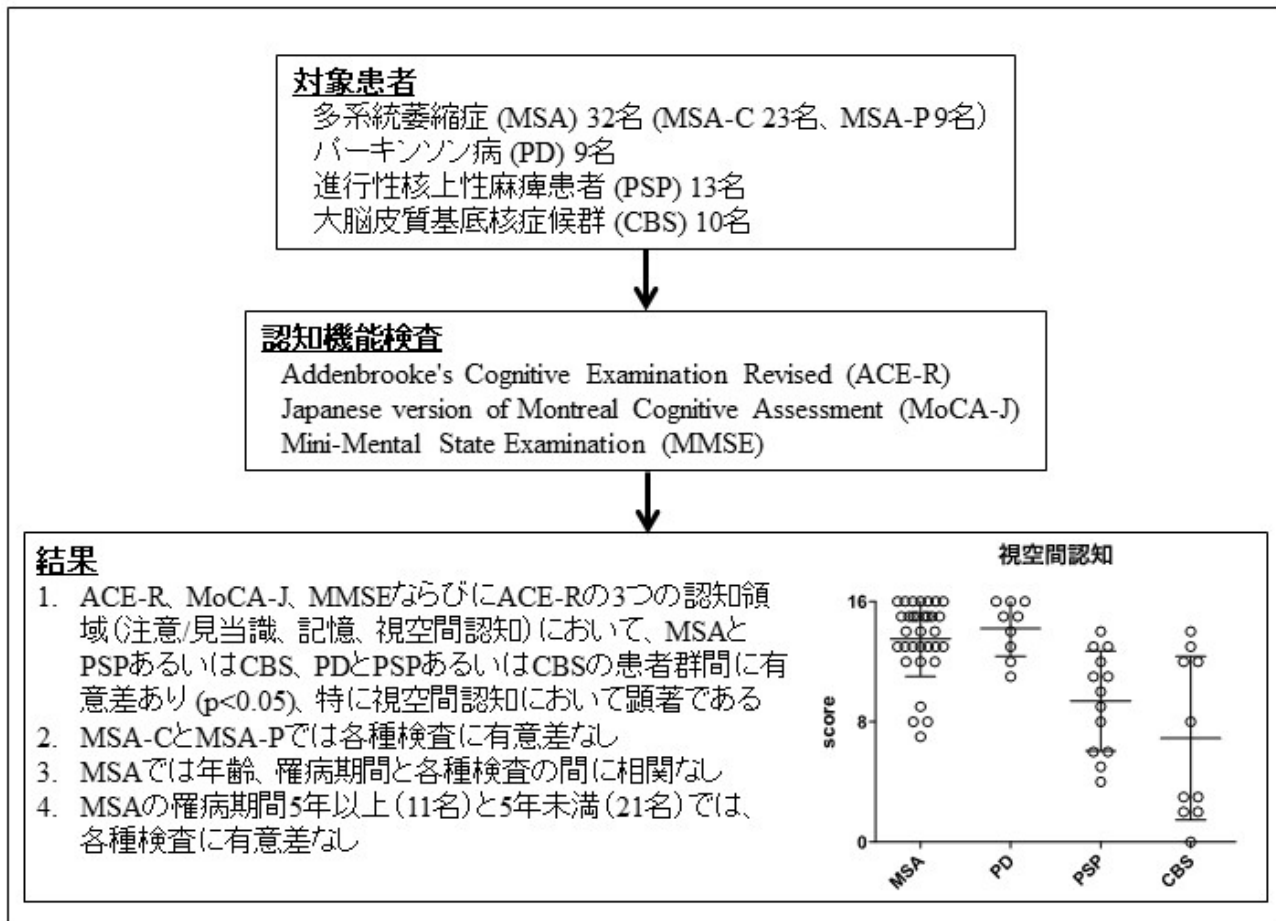 対象患者
多系統萎縮症 (MSA) 32名 (MSA-C 23名、MSA-P 9名)
パーキンソン病 (PD) 9名
進行性核上性麻痺患者 (PSP) 13名
大脳皮質基底核症候群 (CBS) 10名
認知機能検査
Addenbrooke's Cognitive Examination Revised (ACE-R)
Japanese version of Montreal Cognitive Assessment (MoCA-J)
Mini-Mental State Examination (MMSE)
結果
1. ACE-R、MoCA-J、MMSEならびにACE-Rの3つの認知領
域(注意/見当識、記憶、視空間認知)において、MSAと
PSPあるいはCBS、PDとPSPあるいはCBSの患者群間に有
意差あり (p<0.05)、特に視空間認知において顕著である
2. MSA-CとMSA-Pでは各種検査に有意差なし
3. MSAでは年齢、罹病期間と各種検査の間に相関なし
4. MSAの罹病期間5年以上(11名)と5年未満(21名)では、
各種検査に有意差なし
視空間認知
16
8
0
score
MSA
PD
PSP
CBS